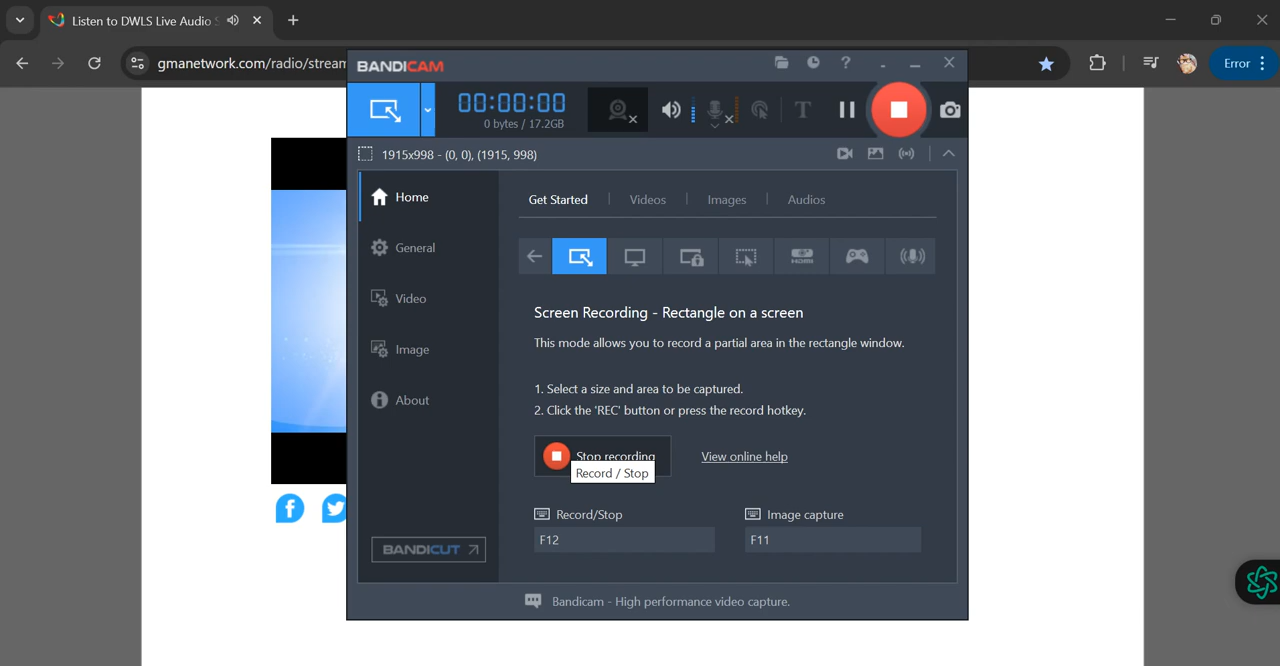 Listen to DWLS Live Audio S
gmanetwork.com/radio/stream
Error
BANDICAM
00:00:00
0 bytes / 17.2GB
T
1915x998 - (0, 0), (1915, 998)
Home
General
Video
Image
About
BANDICUT
Get Started
Videos
Images
Audios
HDMI
Screen Recording - Rectangle on a screen
This mode allows you to record a partial area in the rectangle window.
1. Select a size and area to be captured.
2. Click the 'REC' button or press the record hotkey.
Stop recording
Record / Stop
View online help
Record/Stop
Image capture
F12
F11
Bandicam - High performance video capture.